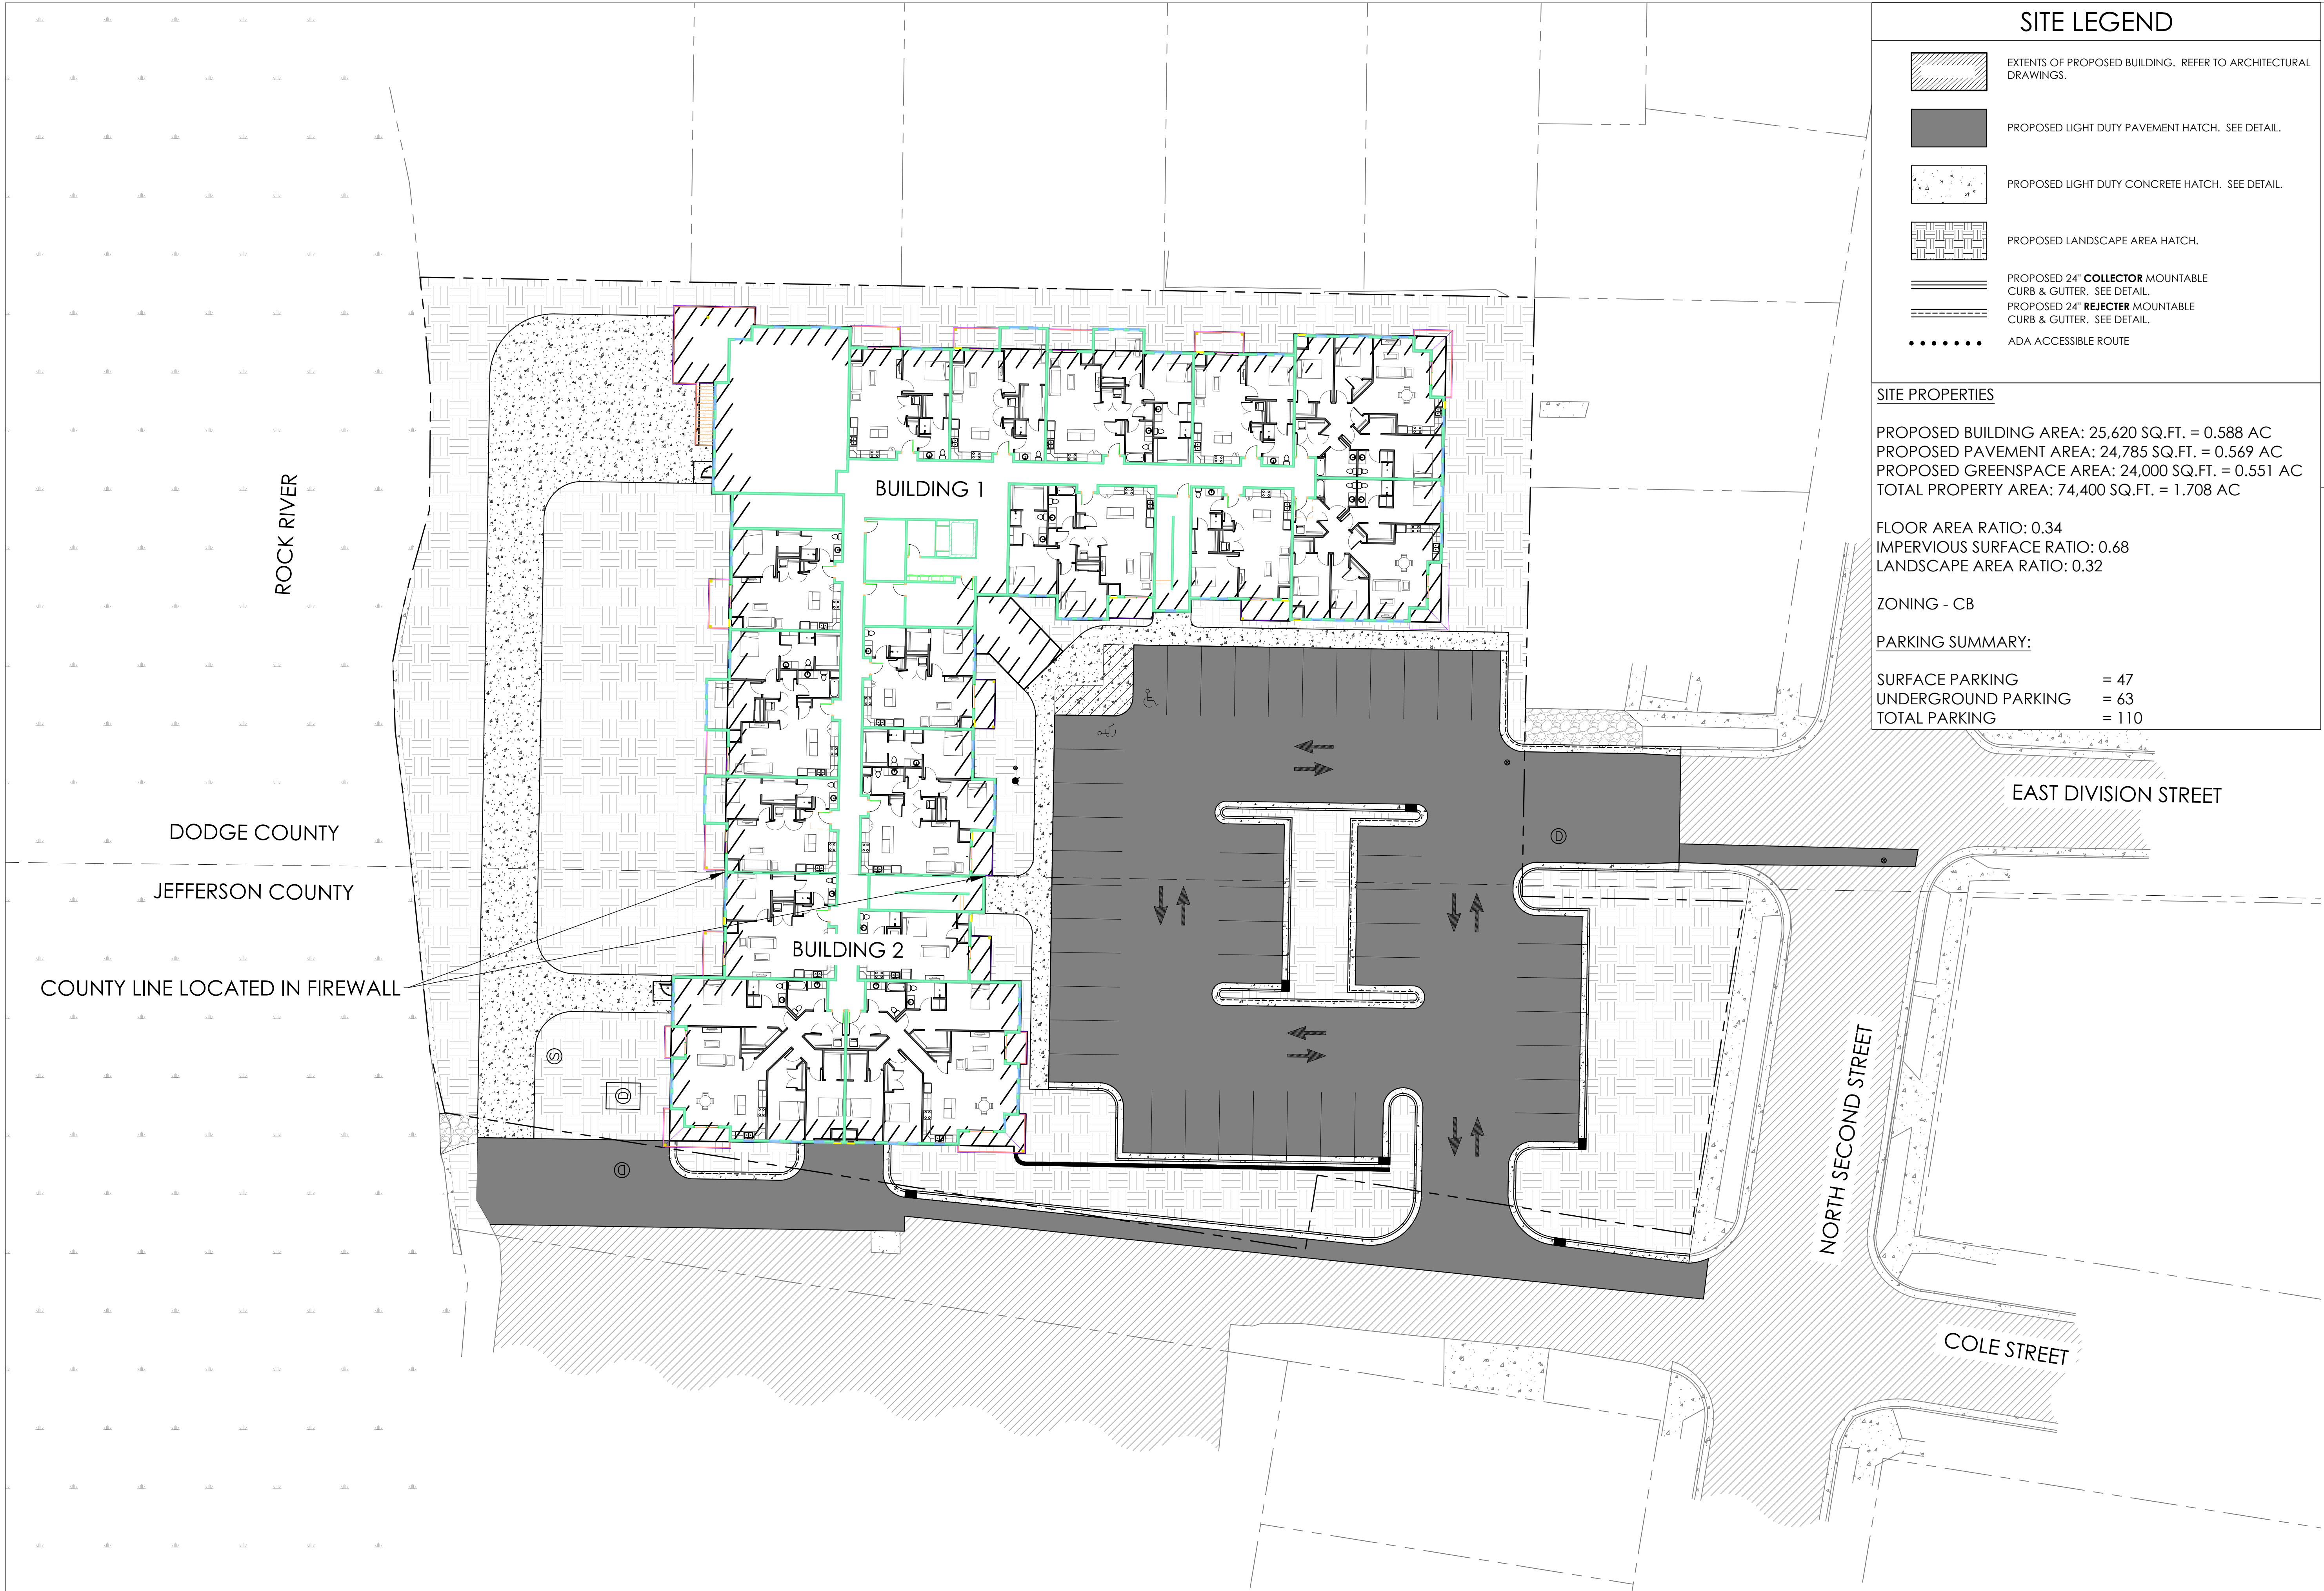 SITE LEGEND
EXTENTS OF PROPOSED BUILDING. REFER TO ARCHITECTURAL
DRAWINGS.
PROPOSED LIGHT DUTY PAVEMENT HATCH. SEE DETAIL.
PROPOSED LIGHT DUTY CONCRETE HATCH. SEE DETAIL.
PROPOSED LANDSCAPE AREA HATCH.
PROPOSED 24" COLLECTOR MOUNTABLE
CURB & GUTTER. SEE DETAIL.
PROPOSED 24" REJECTER MOUNTABLE
CURB & GUTTER. SEE DETAIL.
ADA ACCESSIBLE ROUTE
SITE PROPERTIES
PROPOSED BUILDING AREA: 25,620 SQ.FT. = 0.588 AC
PROPOSED PAVEMENT AREA: 24,785 SQ.FT. = 0.569 AC
PROPOSED GREENSPACE AREA: 24,000 SQ.FT. = 0.551 AC
TOTAL PROPERTY AREA: 74,400 SQ.FT. = 1.708 AC
FLOOR AREA RATIO: 0.34
IMPERVIOUS SURFACE RATIO: 0.68
LANDSCAPE AREA RATIO: 0.32
ZONING - CB
PARKING SUMMARY:
SURFACE PARKING = 47
UNDERGROUND PARKING = 63
TOTAL PARKING = 110
BUILDING 1
ROCK RIVER
EAST DIVISION STREET
DODGE COUNTY
D
JEFFERSON COUNTY
BUILDING 2
COUNTY LINE LOCATED IN FIREWALL
S
D
D
NORTH SECOND STREET
COLE STREET